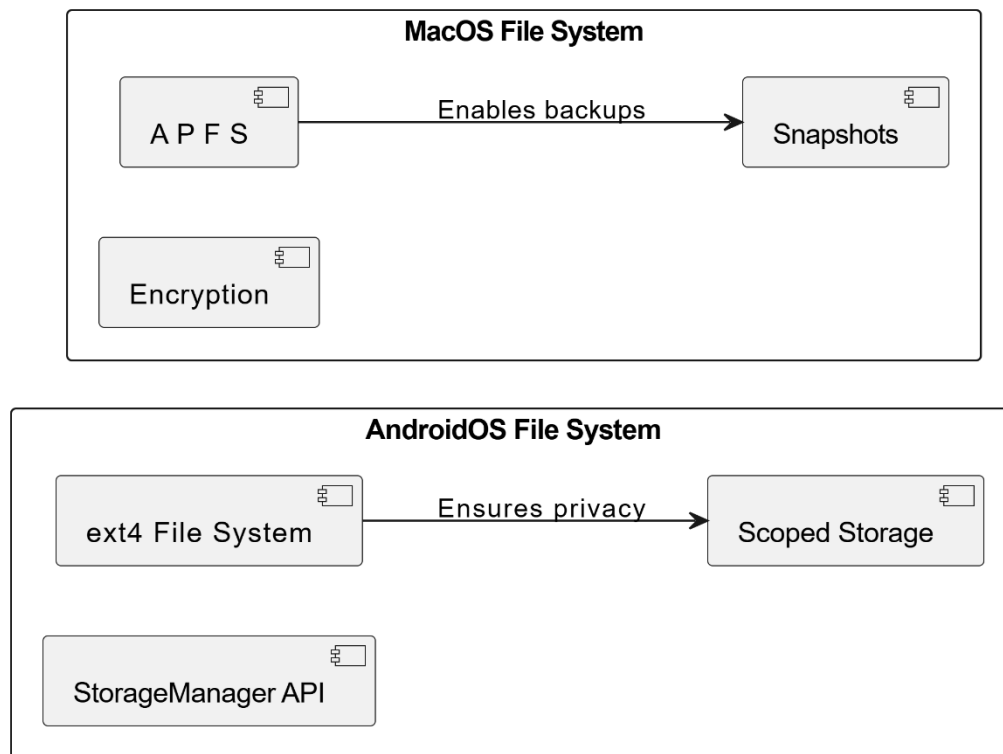 MacOS File System
A P F S
Enables backups
Snapshots
Encryption
AndroidOS File System
ext4 File System
Ensures privacy
Scoped Storage
StorageManager API